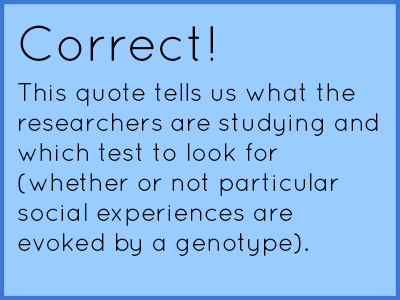 Correct!
This quote tells us what the
researchers are studying and
which test to look for
(whether or not particular
social experiences are
evoked by a genotype).